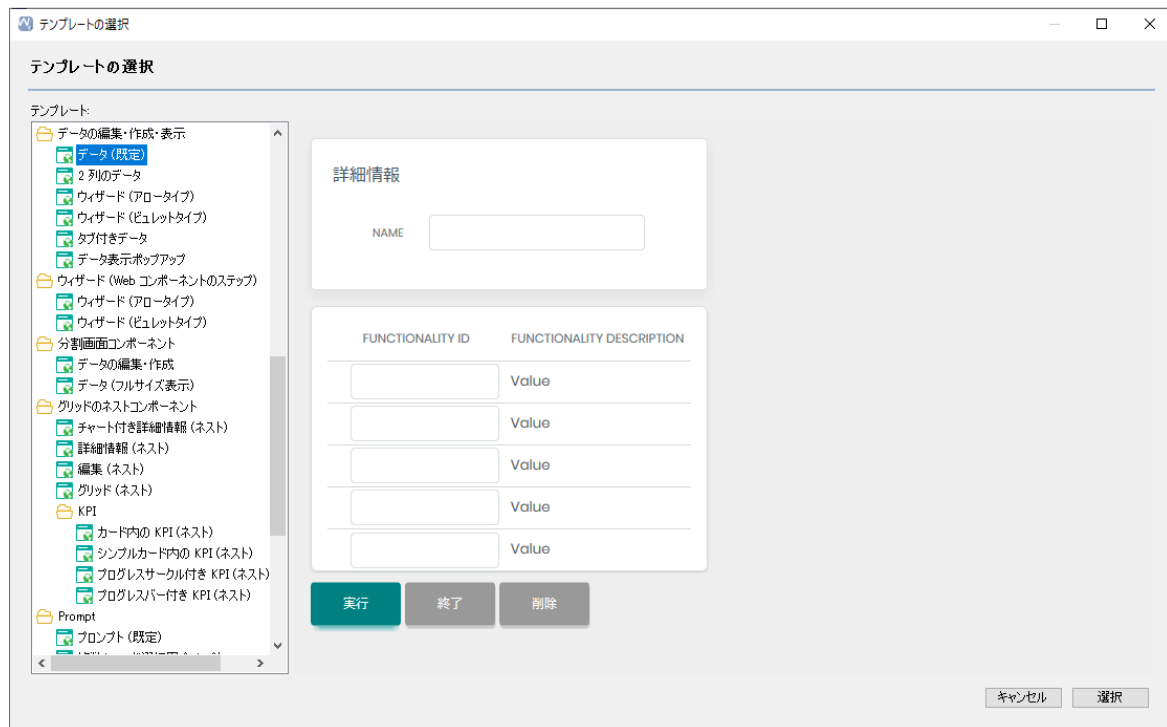 テンプレートの選択
テンプレートの選択
テンプレート:
データの編集・作成・表示
データ (既定)
2 列のデータ
ウィザード (アロータイプ)
ウィザード (ビュレットタイプ)
タブ付きデータ
データ表示ポップアップ
ウィザード (Web コンポーネントのステップ)
ウィザード (アロータイプ)
ウィザード (ビュレットタイプ)
分割画面コンポーネント
データの編集・作成
データ (フルサイズ表示)
グリッドのネストコンポーネント
チャート付き詳細情報 (ネスト)
詳細情報 (ネスト)
編集 (ネスト)
グリッド (ネスト)
KPI
カード内の KPI (ネスト)
シンプルカード内の KPI (ネスト)
プログレスサークル付き KPI (ネスト)
プログレスバー付き KPI (ネスト)
Prompt
プロンプト (既定)
詳細情報
NAME
FUNCTIONALITY ID FUNCTIONALITY DESCRIPTION
Value
Value
Value
Value
Value
実行 終了 削除
キャンセル 選択